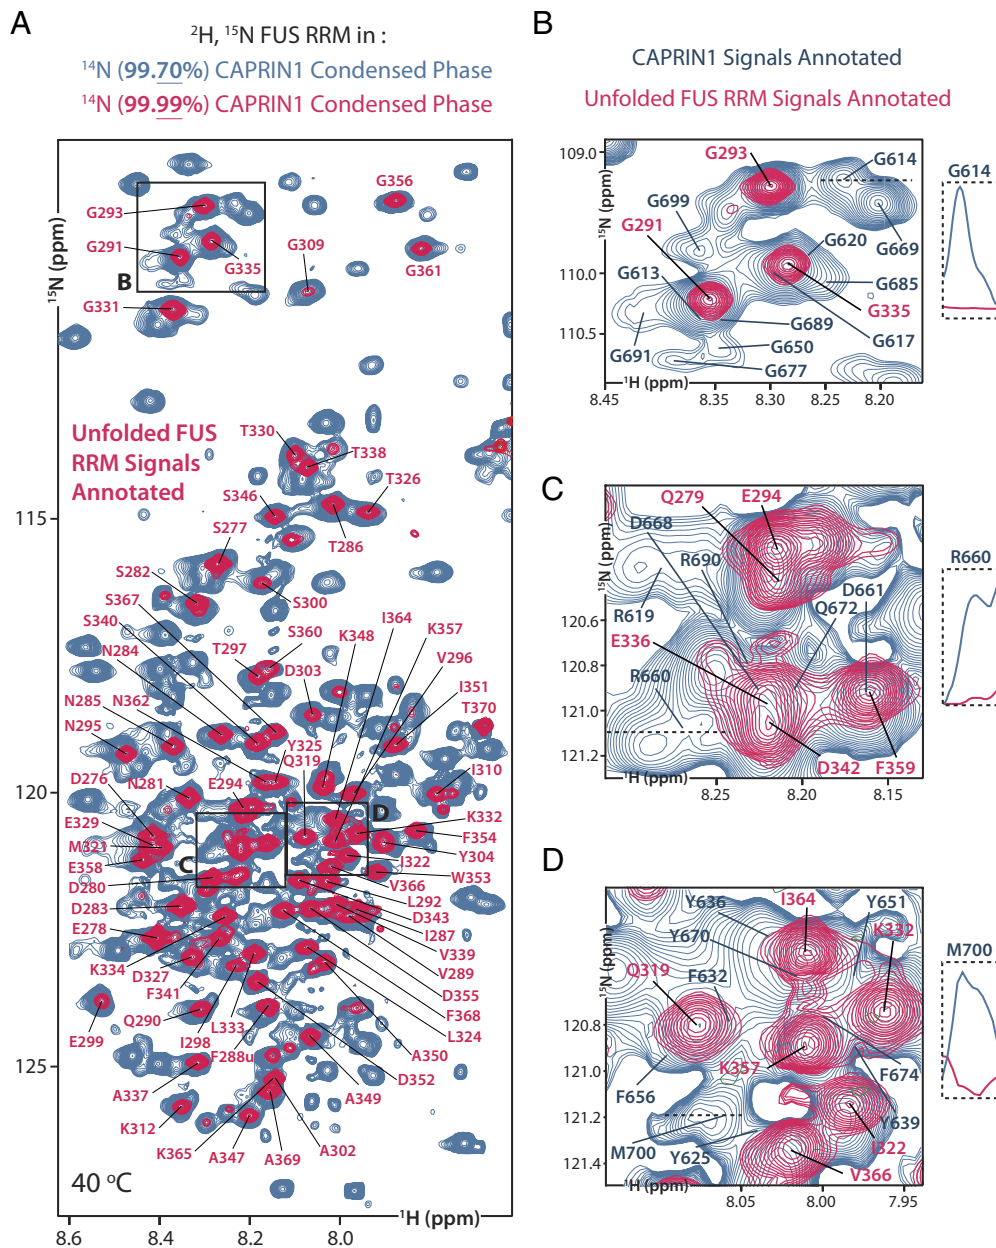 A
²H, ¹⁵N FUS RRM in :
¹⁴N (99.70%) CAPRIN1 Condensed Phase
¹⁴N (99.99%) CAPRIN1 Condensed Phase
G356
G293
G291
G335
G309
G361
B
G331
¹⁵N (ppm)
Unfolded FUS
RRM Signals
Annotated
T330
T338
T326
S346
T286
S277
S282
S300
S367
S340
N284
T297
S360
D303
K348
I364
K357
V296
I351
T370
N285
N362
N295
Y325
Q319
I310
D276
N281
E294
D
E329
M321
E358
C
K332
F354
Y304
I322
W353
D280
V366
L292
D283
D343
I287
E278
V339
V289
K334
D327
F341
D355
F368
L324
Q290
I298
L333
F288u
A350
E299
D352
A337
A349
K312
K365
A347
A369
A302
115
120
125
40 °C
¹H (ppm)
8.6
8.4
8.2
8.0
B
CAPRIN1 Signals Annotated
Unfolded FUS RRM Signals Annotated
109.0
110.0
110.5
¹⁵N (ppm)
G293
G614
G699
G291
G669
G620
G613
G685
G335
G689
G617
G691
G650
G677
¹H (ppm)
8.45
8.35
8.30
8.25
8.20
G614
C
¹⁵N (ppm)
120.6
120.8
121.0
121.2
Q279
E294
D668
R690
D661
R619
Q672
E336
R660
D342
F359
¹H (ppm)
8.25
8.20
8.15
R660
D
¹⁵N (ppm)
120.8
121.0
121.2
121.4
Y636
I364
Y651
Y670
K332
Q319
F632
K357
F656
F674
Y639
M700
Y625
I322
V366
¹H (ppm)
8.05
8.00
7.95
M700